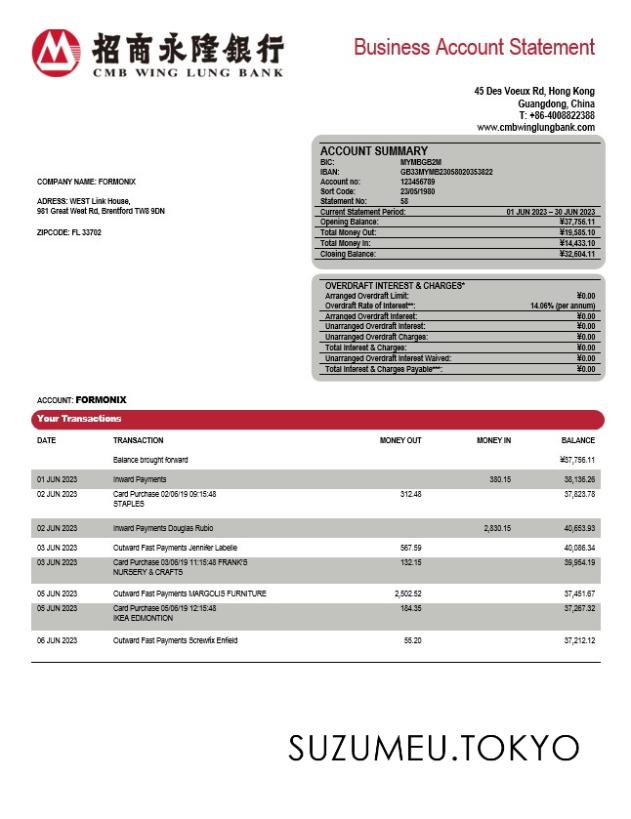 招商永隆銀行
CMB WING LUNG BANK
Business Account Statement
45 Des Voeux Rd, Hong Kong
Guangdong, China
T: +86-4008822388
www.cmbwinglungbank.com
COMPANY NAME: FORMONIX
ADRESS: WEST Link House,
981 Great West Rd, Brentford TW8 9DN
ZIPCODE: FL 33702
ACCOUNT SUMMARY
BIC: MYMBGB2M
IBAN: GB33MYMB23058020353822
Account no: 123456789
Sort Code: 23/05/1980
Statement No: 58
Current Statement Period: 01 JUN 2023 – 30 JUN 2023
Opening Balance: ¥37,756.11
Total Money Out: ¥19,585.10
Total Money In: ¥14,433.10
Closing Balance: ¥32,604.11
OVERDRAFT INTEREST & CHARGES*
Arranged Overdraft Limit: ¥0.00
Overdraft Rate of Interest**: 14.06% (per annum)
Arranged Overdraft Interest: ¥0.00
Unarranged Overdraft Interest: ¥0.00
Unarranged Overdraft Charges: ¥0.00
Total Interest & Charges: ¥0.00
Unarranged Overdraft Interest Waived: ¥0.00
Total Interest & Charges Payable***: ¥0.00
ACCOUNT: FORMONIX
Your Transactions
DATE TRANSACTION MONEY OUT MONEY IN BALANCE
Balance brought forward ¥37,756.11
01 JUN 2023 Inward Payments 380.15 38,136.26
02 JUN 2023 Card Purchase 02/06/19 09:15:48 312.48 37,823.78
STAPLES
02 JUN 2023 Inward Payments Douglas Rubio 2,830.15 40,653.93
03 JUN 2023 Outward Fast Payments Jennifer Labelle 567.59 40,086.34
03 JUN 2023 Card Purchase 03/06/19 11:15:48 FRANK'S 132.15 39,954.19
NURSERY & CRAFTS
05 JUN 2023 Outward Fast Payments MARGOLIS FURNITURE 2,502.52 37,451.67
05 JUN 2023 Card Purchase 05/06/19 12:15:48 184.35 37,267.32
IKEA EDMONTION
06 JUN 2023 Outward Fast Payments Screwfix Enfield 55.20 37,212.12
SUZUMEU.TOKYO